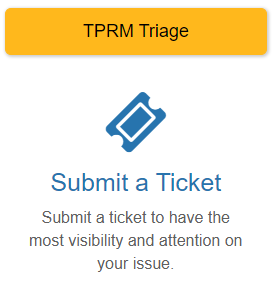 TPRM Triage
Submit a Ticket
Submit a ticket to have the
most visibility and attention on
your issue.